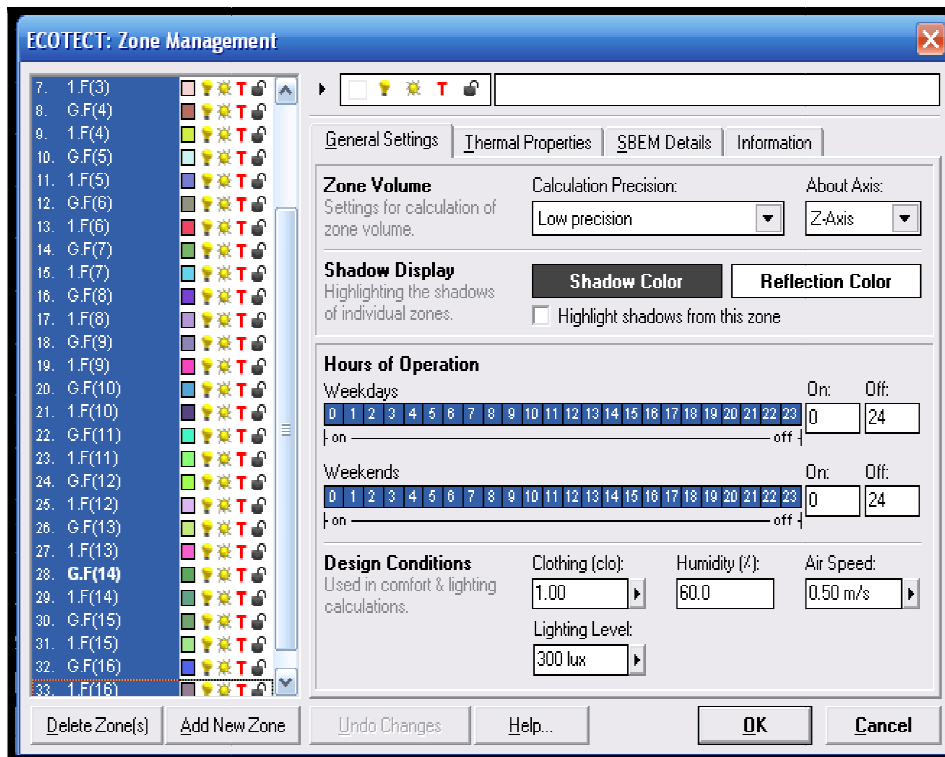 ECOTECT: Zone Management
7. 1.F(3) T
8. G.F(4) T
9. 1.F(4) T
10. G.F(5) T
11. 1.F(5) T
12. G.F(6) T
13. 1.F(6) T
14. G.F(7) T
15. 1.F(7) T
16. G.F(8) T
17. 1.F(8) T
18. G.F(9) T
19. 1.F(9) T
20. G.F(10) T
21. 1.F(10) T
22. G.F(11) T
23. 1.F(11) T
24. G.F(12) T
25. 1.F(12) T
26. G.F(13) T
27. 1.F(13) T
28. G.F(14) T
29. 1.F(14) T
30. G.F(15) T
31. 1.F(15) T
32. G.F(16) T
33. 1.F(16) T
Delete Zone(s) Add New Zone
T
General Settings Thermal Properties SBEM Details Information
Zone Volume
Settings for calculation of
zone volume.
Calculation Precision: About Axis:
Low precision Z-Axis
Shadow Display
Highlighting the shadows
of individual zones.
Shadow Color Reflection Color
Highlight shadows from this zone
Hours of Operation
Weekdays On: Off:
0 1 2 3 4 5 6 7 8 9 10 11 12 13 14 15 16 17 18 19 20 21 22 23 0 24
on off
Weekends On: Off:
0 1 2 3 4 5 6 7 8 9 10 11 12 13 14 15 16 17 18 19 20 21 22 23 0 24
on off
Design Conditions
Used in comfort & lighting
calculations.
Clothing (clo): Humidity (%): Air Speed:
1.00 60.0 0.50 m/s
Lighting Level:
300 lux
Undo Changes Help... OK Cancel